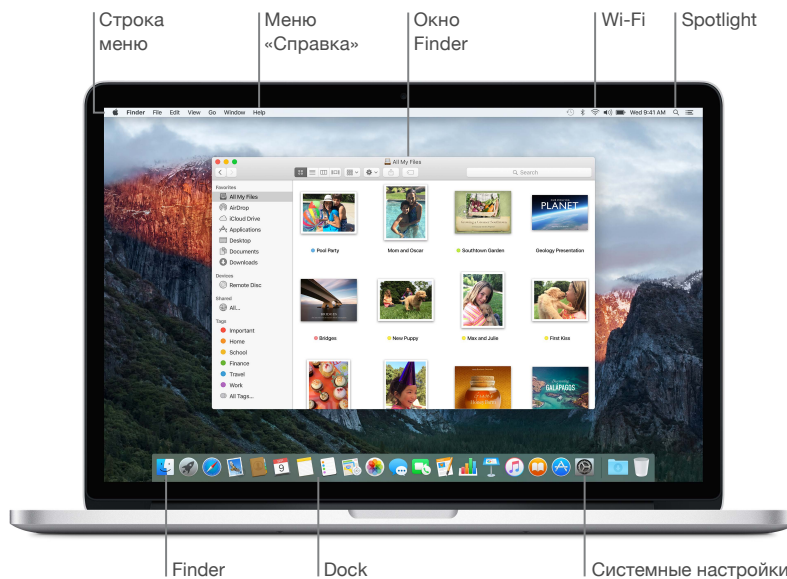 Строка
меню
Меню
«Справка»
Окно
Finder
Wi-Fi
Spotlight
Finder File Edit View Go Window Help
Wed 9:41 AM
All My Files
Search
Favorites
All My Files
AirDrop
iCloud Drive
Applications
Desktop
Documents
Downloads
Devices
Remote Disc
Shared
All...
Tags
Important
Home
School
Finance
Travel
Work
All Tags...
PLANET
Pool Party
Mom and Oscar
Southtown Garden
Geology Presentation
BRIDGES
Bridges
New Puppy
Max and Julie
First Kiss
GALAPAGOS
9
Finder
Dock
Системные настройки